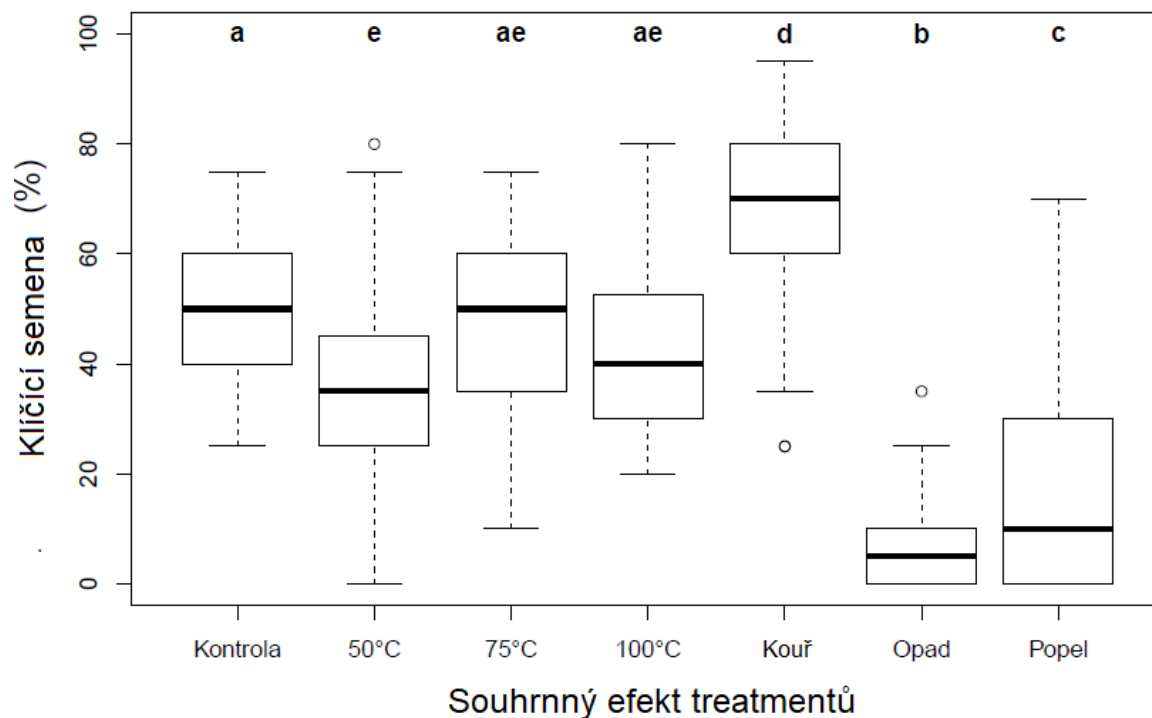 a e ae ae d b c
100
80
60
40
20
0
Klíčící semena (%)
Kontrola 50°C 75°C 100°C Kouř Opad Popel
Souhrnný efekt treatmentů